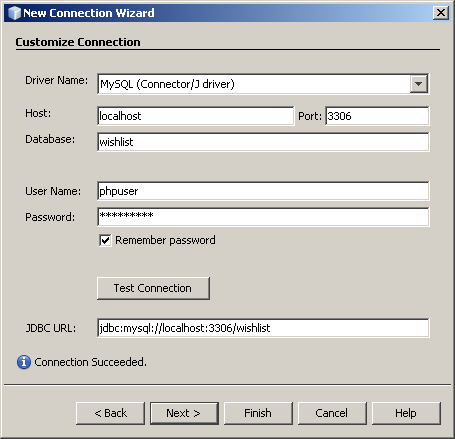 New Connection Wizard
Customize Connection
Driver Name: MySQL (Connector/J driver)
Host: localhost Port: 3306
Database: wishlist
User Name: phpuser
Password: *********
Remember password
Test Connection
JDBC URL: jdbc:mysql://localhost:3306/wishlist
Connection Succeeded.
< Back Next > Finish Cancel Help